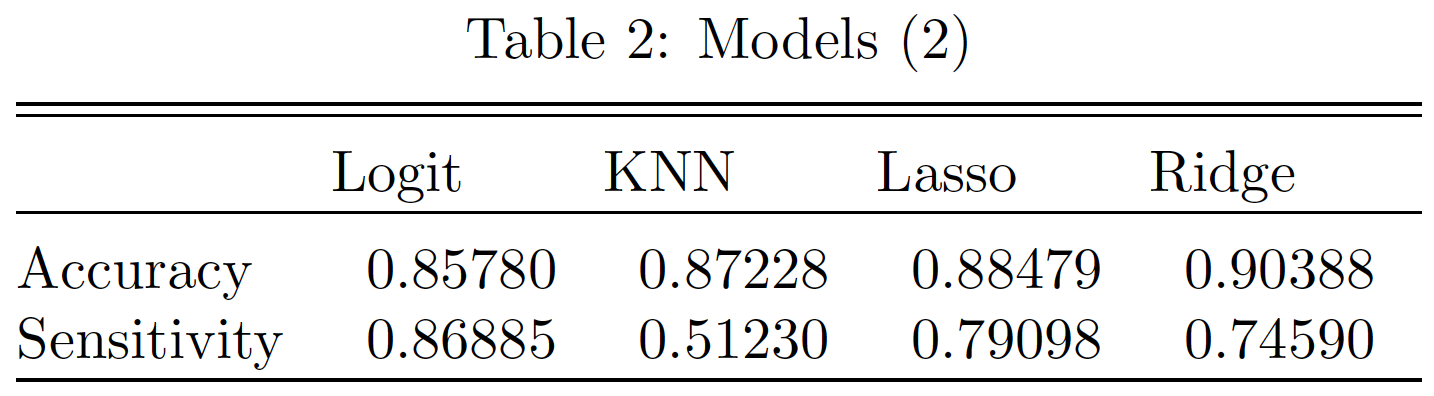 Table 2: Models (2)
Logit KNN Lasso Ridge
Accuracy 0.85780 0.87228 0.88479 0.90388
Sensitivity 0.86885 0.51230 0.79098 0.74590